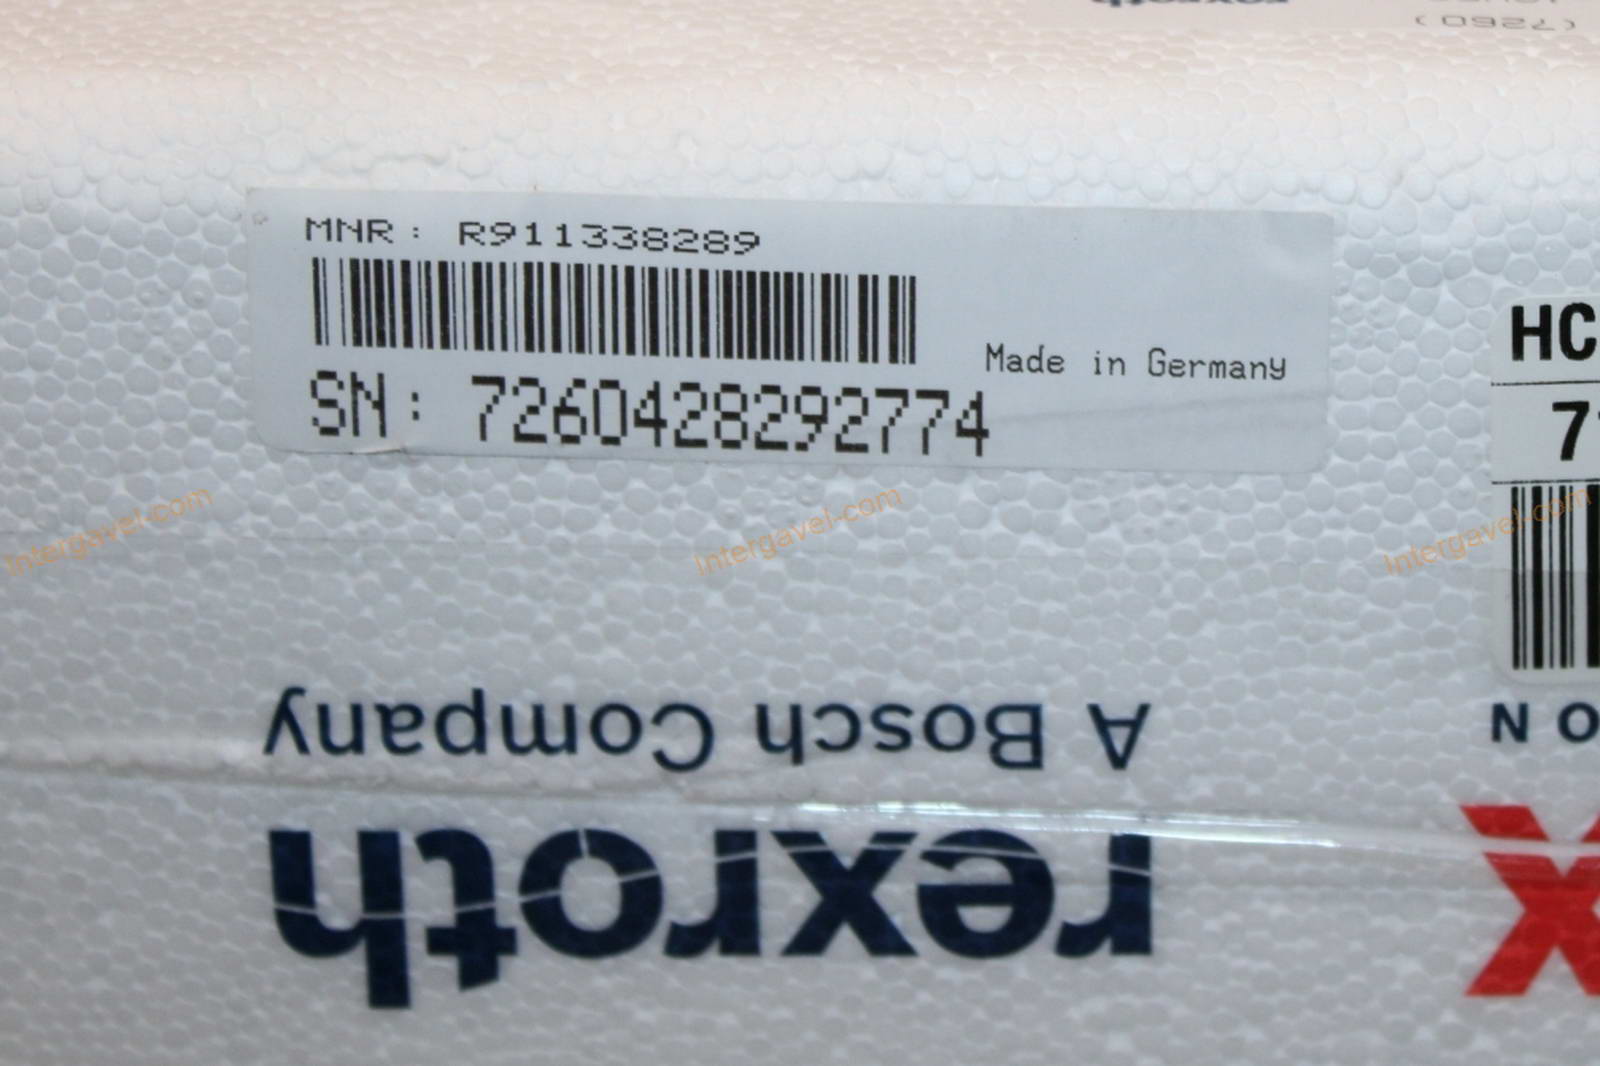 MNR: R911338289
Made in Germany
SN: 7260428292774
HC
rexroth
A Bosch Company
Intergavel-com
Intergavel-com
Intergavel-com